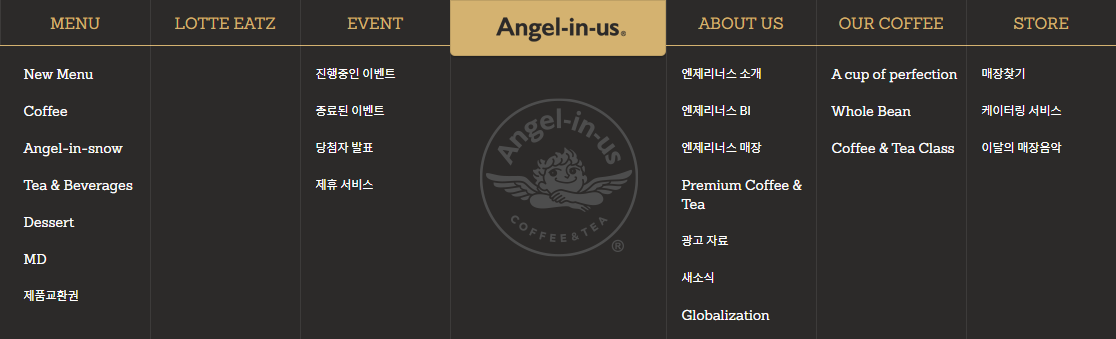 MENU
LOTTE EATZ
EVENT
Angel-in-us®
ABOUT US
OUR COFFEE
STORE
New Menu
Coffee
Angel-in-snow
Tea & Beverages
Dessert
MD
제품교환권
진행중인 이벤트
종료된 이벤트
당첨자 발표
제휴 서비스
Angel-in-us
COFFEE & TEA
®
엔제리너스 소개
엔제리너스 BI
엔제리너스 매장
Premium Coffee &
Tea
광고 자료
새소식
Globalization
A cup of perfection
Whole Bean
Coffee & Tea Class
매장찾기
케이터링 서비스
이달의 매장음악